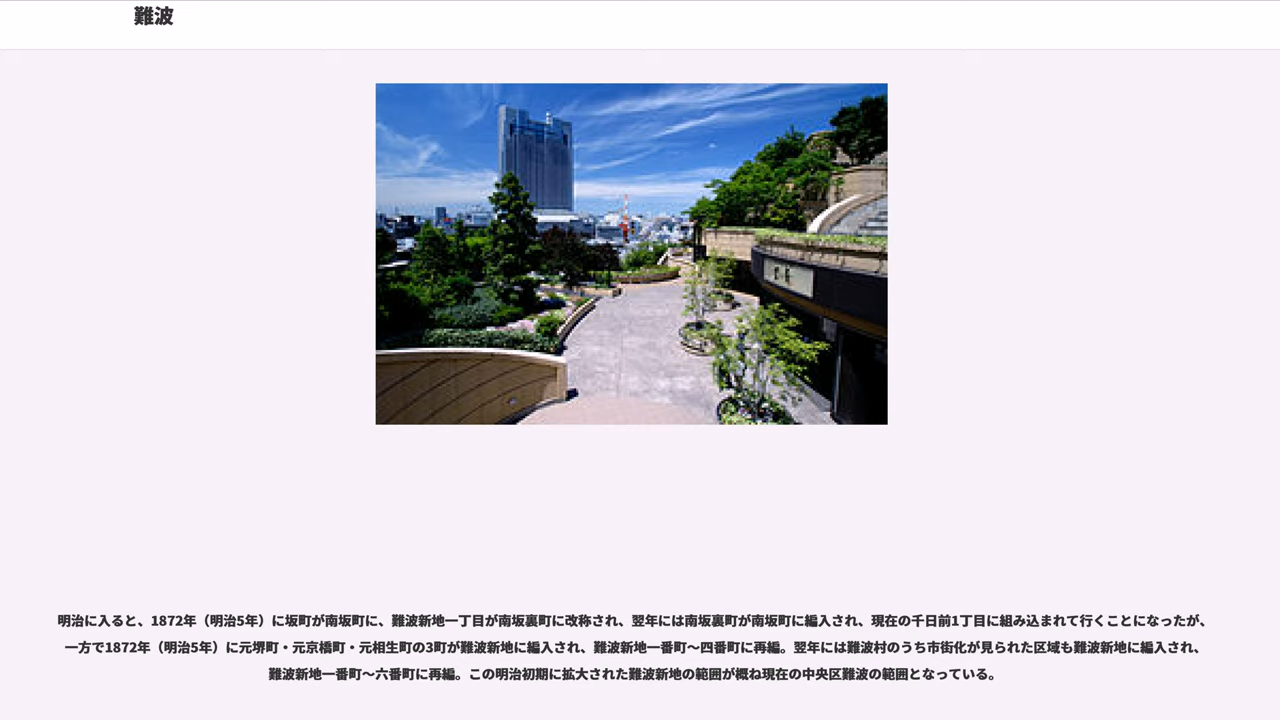 難波
明治に入ると、1872年（明治5年）に坂町が南坂町に、難波新地一丁目が南坂裏町に改称され、翌年には南坂裏町が南坂町に編入され、現在の千日前1丁目に組み込まれて行くことになったが、
一方で1872年（明治5年）に元堺町・元京橋町・元相生町の3町が難波新地に編入され、難波新地一番町〜四番町に再編。翌年には難波村のうち市街化が見られた区域も難波新地に編入され、
難波新地一番町〜六番町に再編。この明治初期に拡大された難波新地の範囲が概ね現在の中央区難波の範囲となっている。